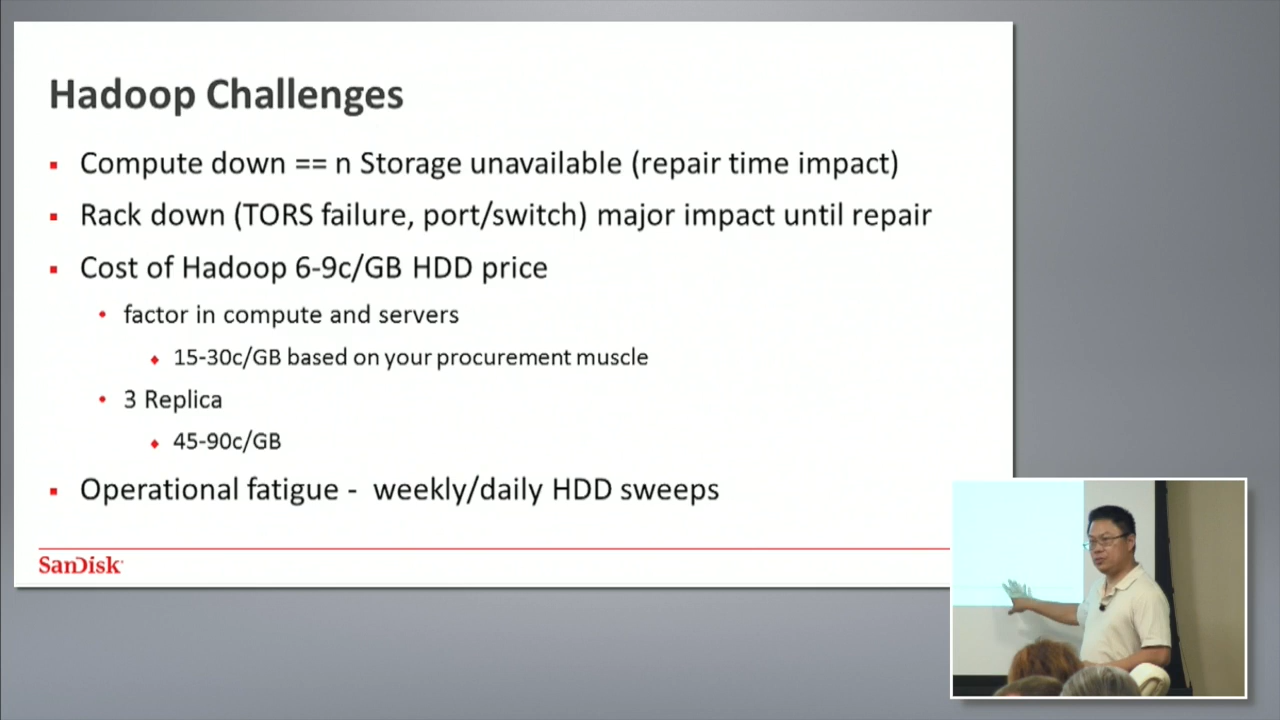 Hadoop Challenges
Compute down == n Storage unavailable (repair time impact)
Rack down (TORS failure, port/switch) major impact until repair
Cost of Hadoop 6-9c/GB HDD price
factor in compute and servers
15-30c/GB based on your procurement muscle
3 Replica
45-90c/GB
Operational fatigue - weekly/daily HDD sweeps
SanDisk